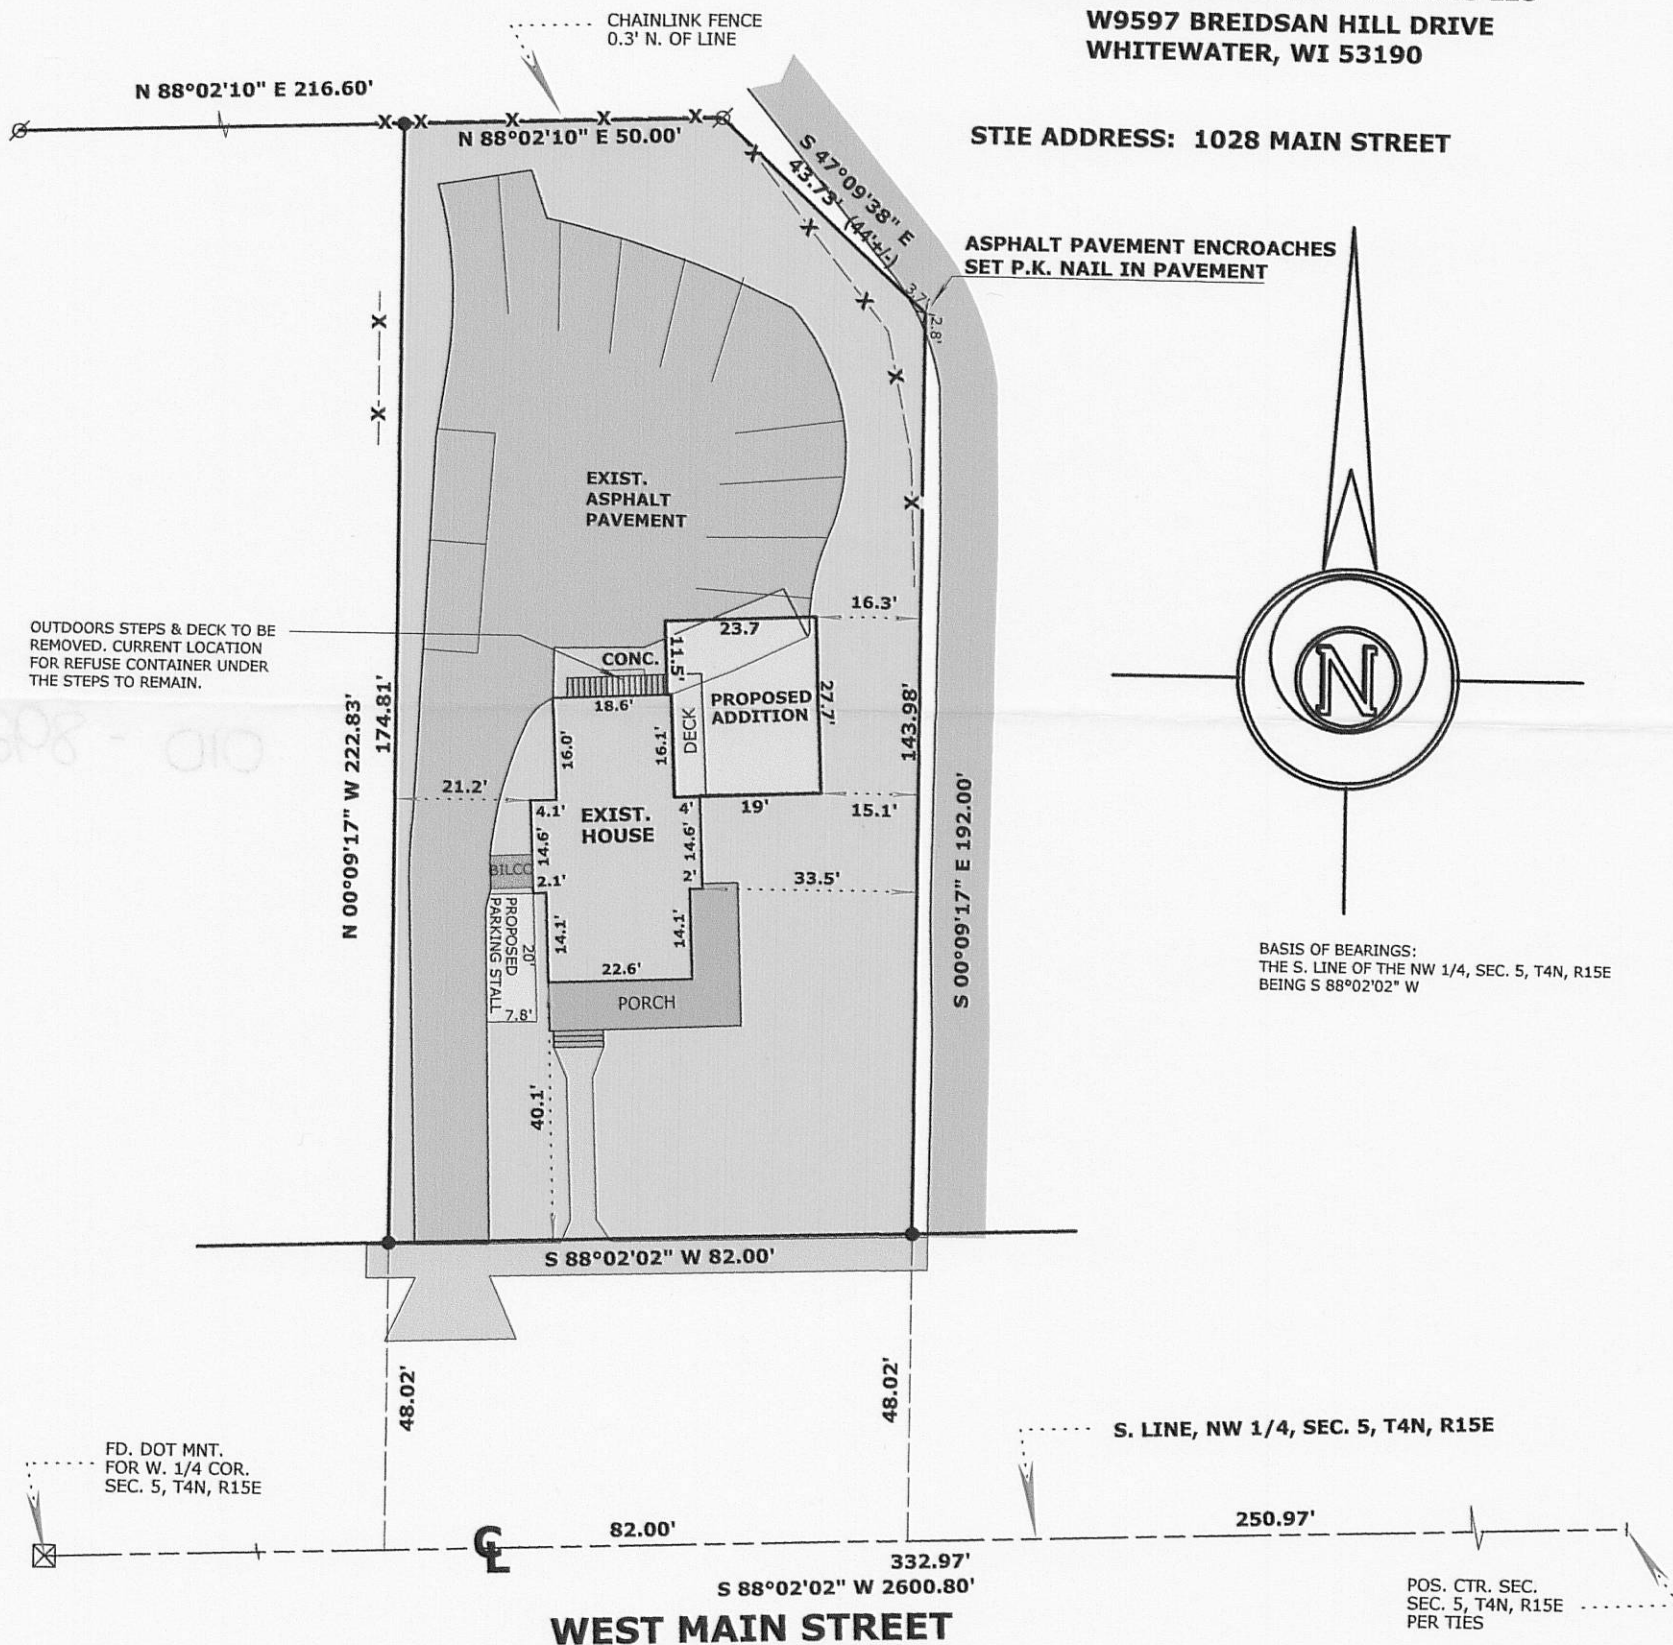 W9597 BREIDSAN HILL DRIVE
WHITEWATER, WI 53190
CHAINLINK FENCE
0.3' N. OF LINE
N 88°02'10" E 216.60'
N 88°02'10" E 50.00'
STIE ADDRESS: 1028 MAIN STREET
S 47°09'38" E
43.73' (44'+/-)
ASPHALT PAVEMENT ENCROACHES
SET P.K. NAIL IN PAVEMENT
3.7'
2.8'
EXIST.
ASPHALT
PAVEMENT
16.3'
OUTDOORS STEPS & DECK TO BE
REMOVED. CURRENT LOCATION
FOR REFUSE CONTAINER UNDER
THE STEPS TO REMAIN.
23.7
11.5'
CONC.
18.6'
PROPOSED
ADDITION
27.7'
DECK
16.0'
16.1'
N 00°09'17" W 222.83'
174.81'
143.98'
S 00°09'17" E 192.00'
N
21.2'
4.1'
EXIST.
HOUSE
4'
19'
15.1'
14.6'
14.6'
BILCO
2.1'
2'
33.5'
PROPOSED
PARKING STALL
20'
7.8'
14.1'
14.1'
22.6'
PORCH
40.1'
BASIS OF BEARINGS:
THE S. LINE OF THE NW 1/4, SEC. 5, T4N, R15E
BEING S 88°02'02" W
S 88°02'02" W 82.00'
48.02'
48.02'
FD. DOT MNT.
FOR W. 1/4 COR.
SEC. 5, T4N, R15E
S. LINE, NW 1/4, SEC. 5, T4N, R15E
CL
82.00'
250.97'
332.97'
S 88°02'02" W 2600.80'
WEST MAIN STREET
POS. CTR. SEC.
SEC. 5, T4N, R15E
PER TIES